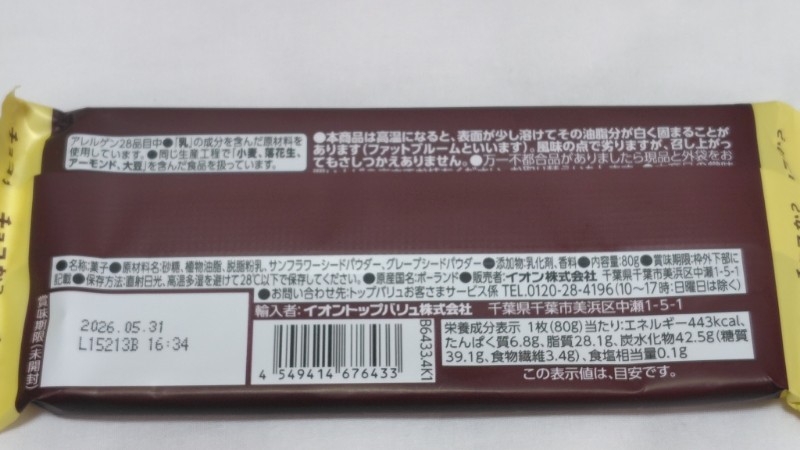 アレルゲン28品目中●「乳」の成分を含んだ原材料を
使用しています。●同じ生産工程で「小麦、落花生、
アーモンド、大豆」を含んだ食品を扱っています。
●本商品は高温になると、表面が少し溶けてその油脂分が白く固まることが
あります(ファットブルームといいます)。風味の点で劣りますが、召し上がっ
てもさしつかえありません。●万一不都合品がありましたら現品と外袋をお
●名称:菓子●原材料名:砂糖、植物油脂、脱脂粉乳、サンフラワーシードパウダー、グレープシードパウダー●添加物:乳化剤、香料●内容量:80g●賞味期限:枠外下部に
記載●保存方法:直射日光、高温多湿を避けて28℃以下で保存してください。●原産国名:ポーランド●販売者:イオン株式会社 千葉県千葉市美浜区中瀬1-5-1
●お問い合わせ先:トップバリュお客さまサービス係 TEL.0120-28-4196(10〜17時:日曜日は除く)
輸入者:イオントップバリュ株式会社 千葉県千葉市美浜区中瀬1-5-1
賞味期限(未開封)
2026.05.31
L15213B 16:34
4 549414 676433
B6433.4K1
栄養成分表示 1枚(80g)当たり:エネルギー443kcal、
たんぱく質6.8g、脂質28.1g、炭水化物42.5g(糖質
39.1g、食物繊維3.4g)、食塩相当量0.1g
この表示値は、目安です。